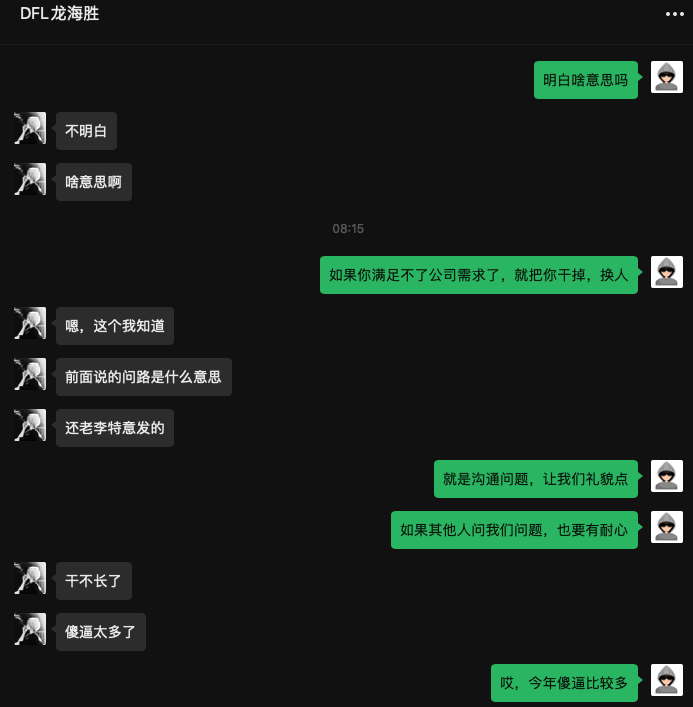 DFL龙海胜
明白啥意思吗
不明白
啥意思啊
08:15
如果你满足不了公司需求了，就把你干掉，换人
嗯，这个我知道
前面说的问路是什么意思
还老李特意发的
就是沟通问题，让我们礼貌点
如果其他人问我们问题，也要有耐心
干不长了
傻逼太多了
哎，今年傻逼比较多